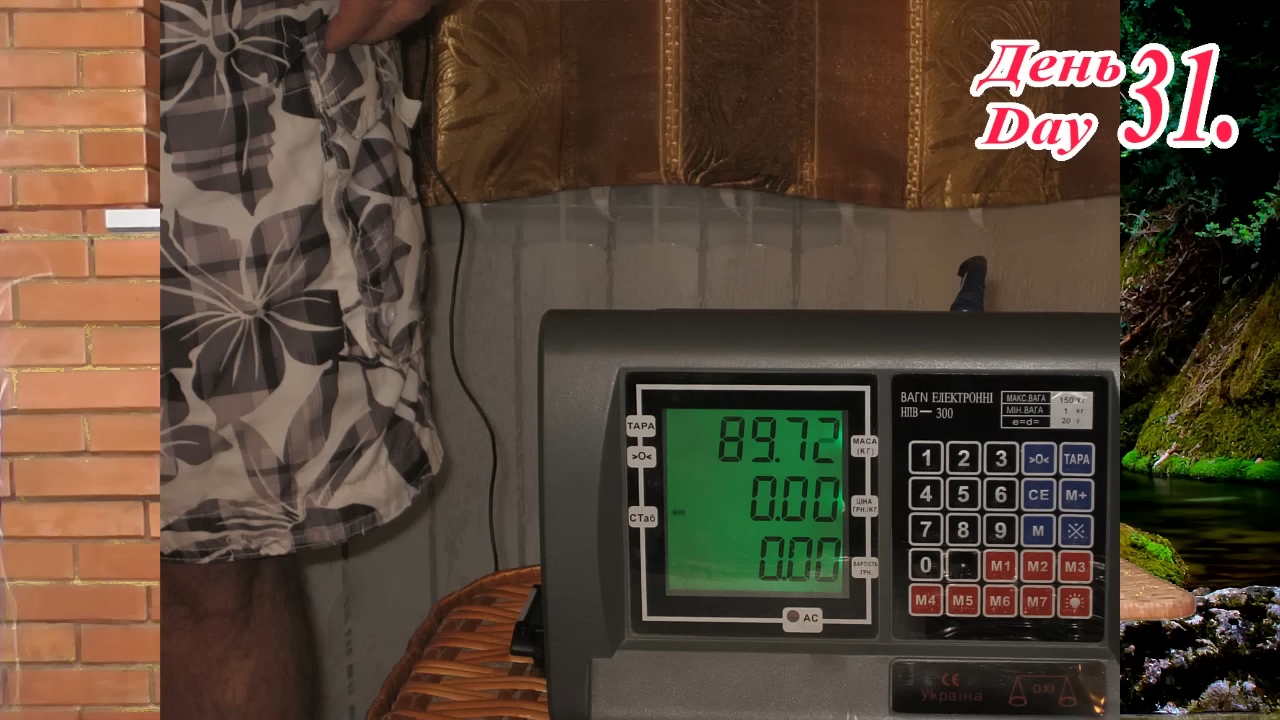 День
Day
31.
ВАГN ЕЛЕКТРОННІ
НПВ — 300
МАКС.ВАГА 150 кг
МІН.ВАГА 1 кг
e=d= 20 г
ТАРА
>0<
СТаб
89.72
0.00
0.00
МАСА
(КГ)
ЦІНА
ГРН./КГ
ВАРТІСТЬ
ГРН.
AC
1 2 3 >0< ТАРА
4 5 6 CE M+
7 8 9 M ※
0 . M1 M2 M3
M4 M5 M6 M7
CE
Україна